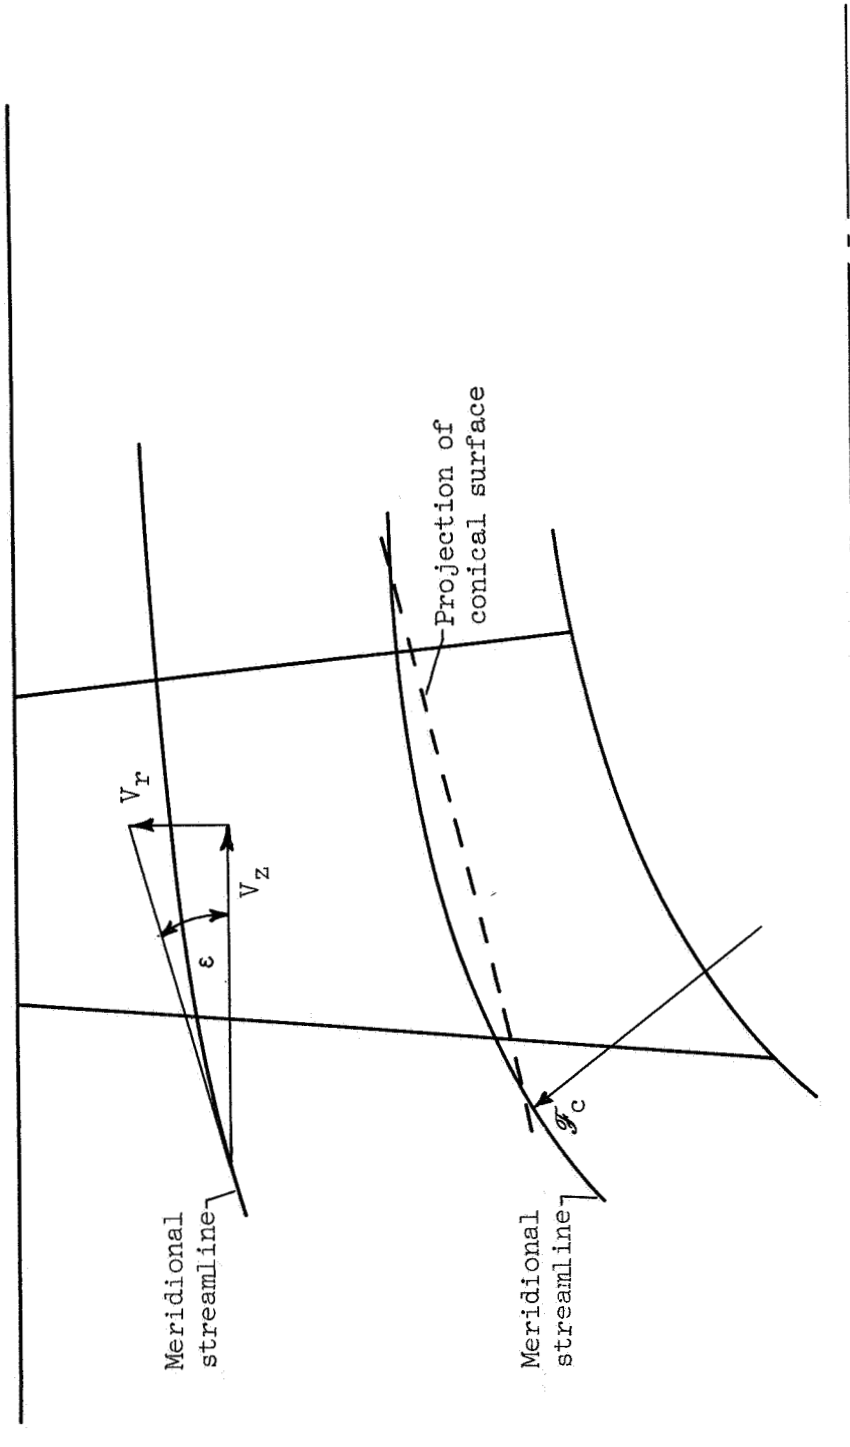 V_r
V_z
ε
Meridional
streamline
Projection of
conical surface
ℱ_c
Meridional
streamline